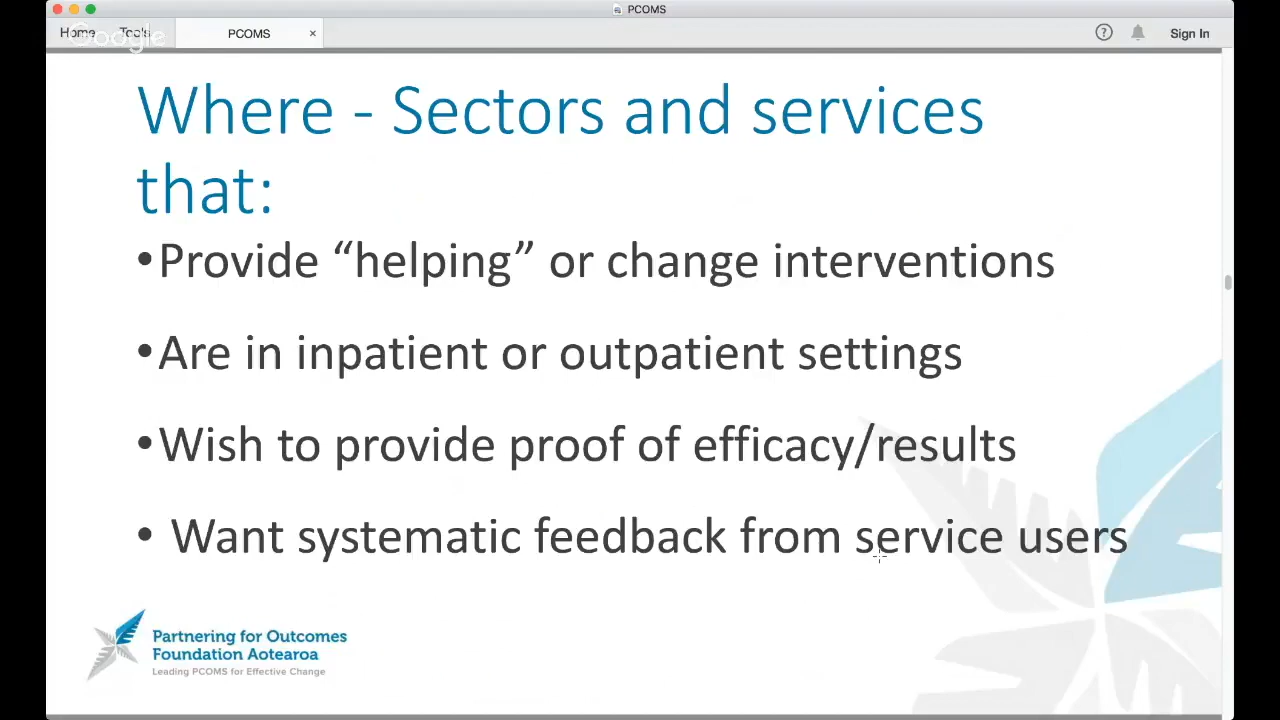 PCOMS
Home Tools PCOMS × ? Sign In
Google
Where - Sectors and services
that:
•Provide “helping” or change interventions
•Are in inpatient or outpatient settings
•Wish to provide proof of efficacy/results
• Want systematic feedback from service users
Partnering for Outcomes
Foundation Aotearoa
Leading PCOMS for Effective Change